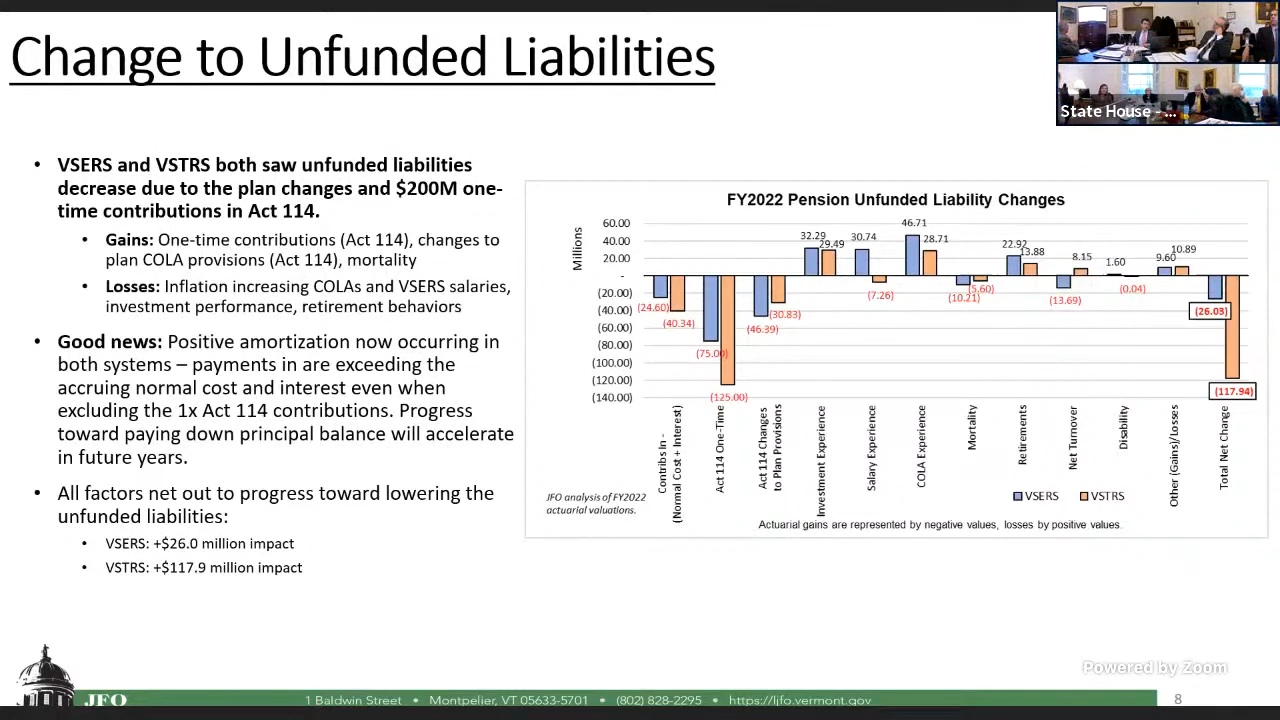 Change to Unfunded Liabilities
State House - ...
• VSERS and VSTRS both saw unfunded liabilities
decrease due to the plan changes and $200M one-
time contributions in Act 114.
• Gains: One-time contributions (Act 114), changes to
plan COLA provisions (Act 114), mortality
• Losses: Inflation increasing COLAs and VSERS salaries,
investment performance, retirement behaviors
• Good news: Positive amortization now occurring in
both systems – payments in are exceeding the
accruing normal cost and interest even when
excluding the 1x Act 114 contributions. Progress
toward paying down principal balance will accelerate
in future years.
• All factors net out to progress toward lowering the
unfunded liabilities:
• VSERS: +$26.0 million impact
• VSTRS: +$117.9 million impact
FY2022 Pension Unfunded Liability Changes
Millions
60.00
40.00
20.00
-
(20.00)
(40.00)
(60.00)
(80.00)
(100.00)
(120.00)
(140.00)
(24.60)
(40.34)
(75.00)
(125.00)
(46.39)
(30.83)
32.29
29.49
30.74
(7.26)
46.71
28.71
(10.21)
(5.60)
22.92
13.88
(13.69)
8.15
1.60
(0.04)
9.60
10.89
(26.03)
(117.94)
Contribs In -
(Normal Cost + Interest)
Act 114 One-Time
Act 114 Changes
to Plan Provisions
Investment Experience
Salary Experience
COLA Experience
Mortality
Retirements
Net Turnover
Disability
Other (Gains)/Losses
Total Net Change
VSERS
VSTRS
JFO analysis of FY2022
actuarial valuations.
Actuarial gains are represented by negative values, losses by positive values.
Powered by Zoom
JFO
1 Baldwin Street • Montpelier, VT 05633-5701 • (802) 828-2295 • https://ljfo.vermont.gov
8